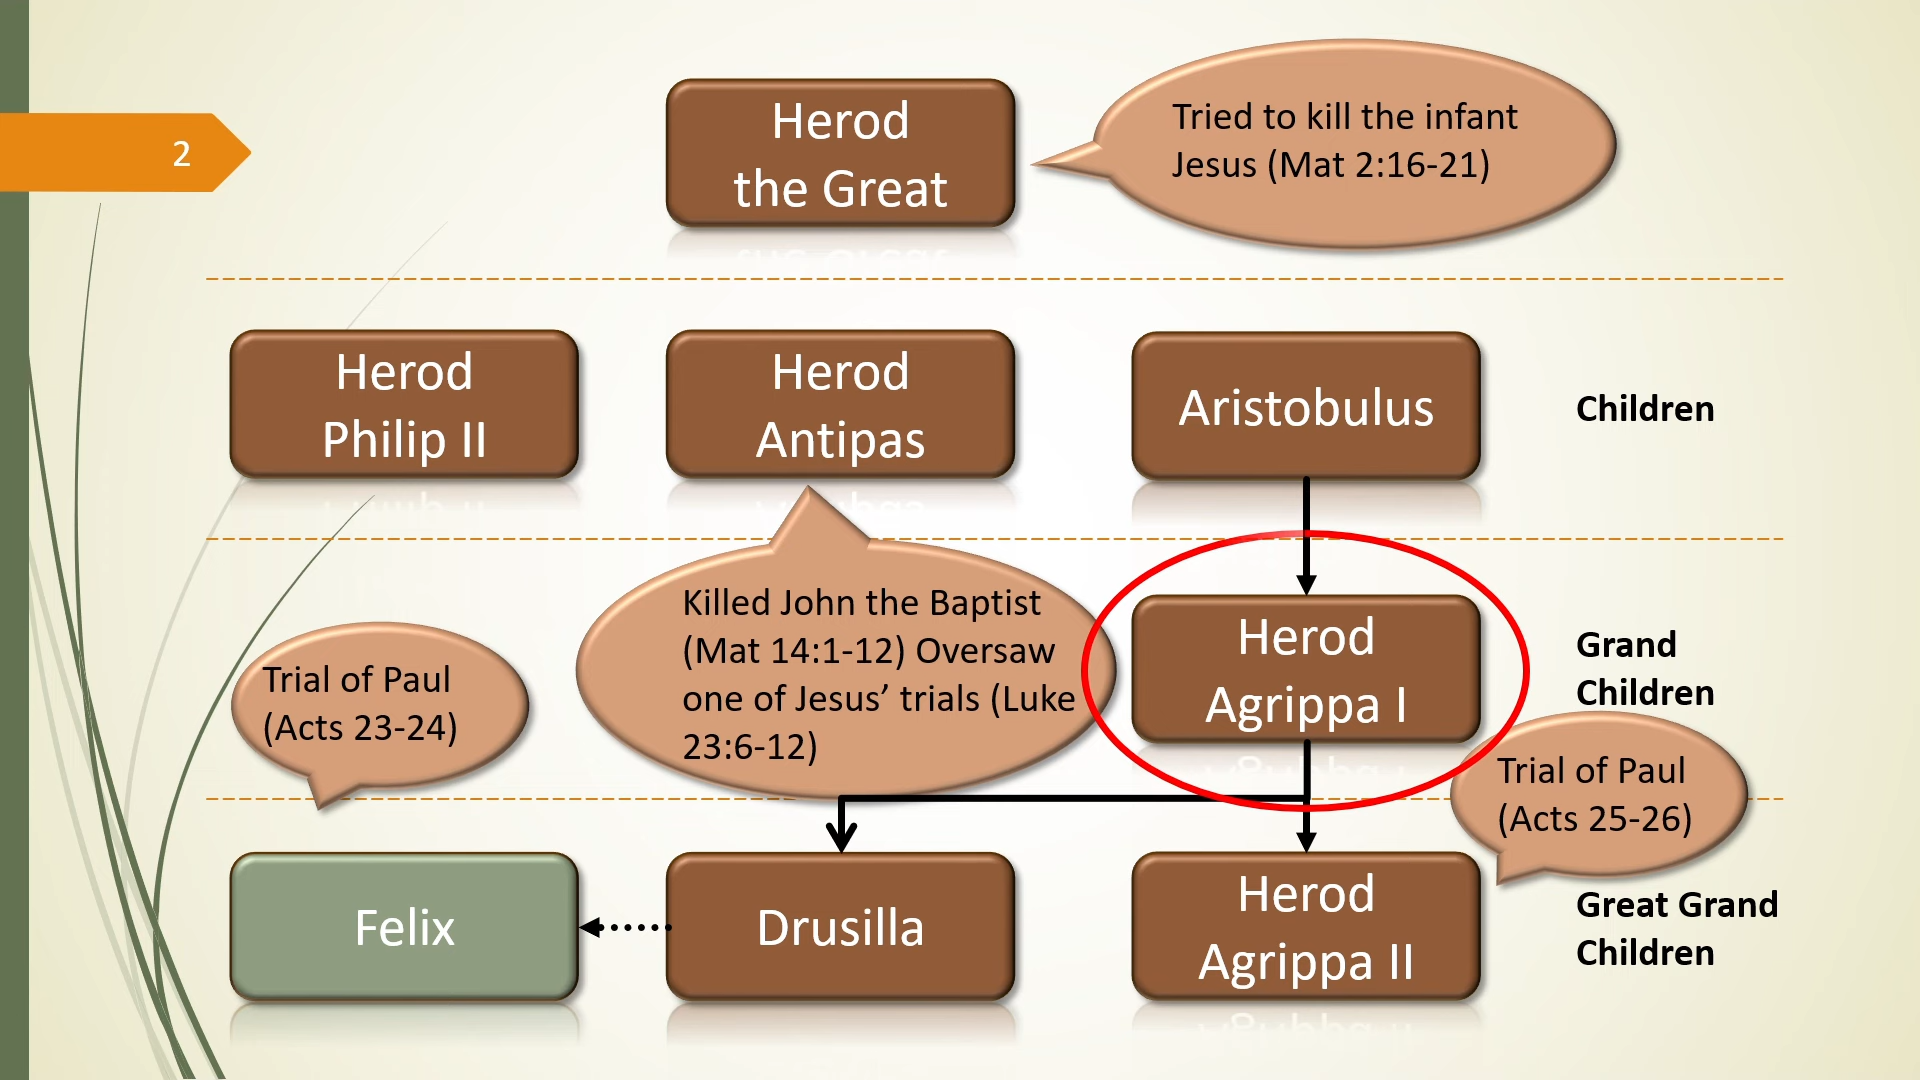 2
Herod
the Great
Tried to kill the infant
Jesus (Mat 2:16-21)
Herod
Philip II
Herod
Antipas
Aristobulus
Children
Killed John the Baptist
(Mat 14:1-12) Oversaw
one of Jesus’ trials (Luke
23:6-12)
Herod
Agrippa I
Grand
Children
Trial of Paul
(Acts 23-24)
Trial of Paul
(Acts 25-26)
Felix
Drusilla
Herod
Agrippa II
Great Grand
Children